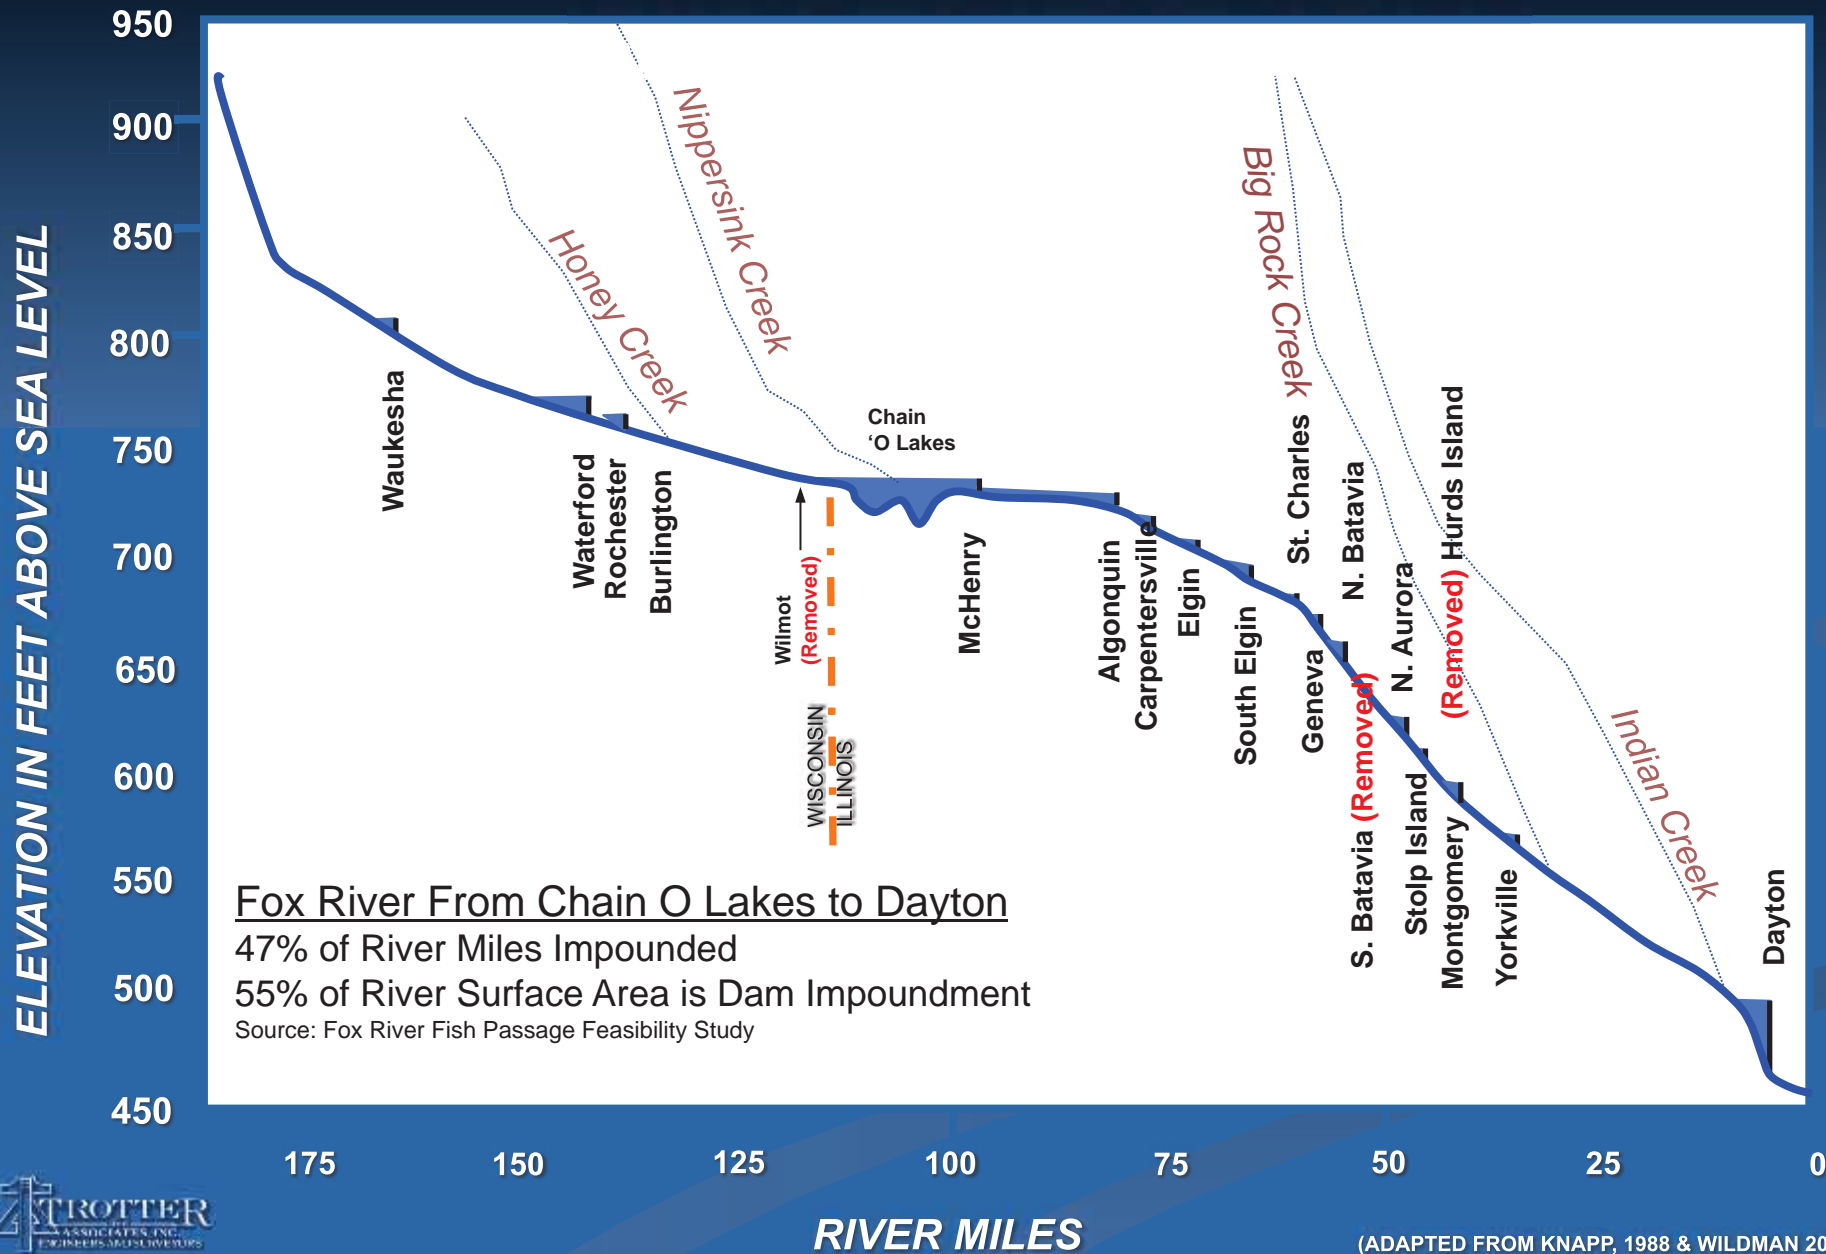 950
900
850
800
750
700
650
600
550
500
450
ELEVATION IN FEET ABOVE SEA LEVEL
Nippersink Creek
Honey Creek
Big Rock Creek
Indian Creek
Chain
‘O Lakes
Waukesha
Waterford
Rochester
Burlington
Wilmot
(Removed)
WISCONSIN
ILLINOIS
McHenry
Algonquin
Carpentersville
Elgin
South Elgin
St. Charles
Geneva
N. Batavia
S. Batavia (Removed)
N. Aurora
Stolp Island
(Removed) Hurds Island
Montgomery
Yorkville
Dayton
Fox River From Chain O Lakes to Dayton
47% of River Miles Impounded
55% of River Surface Area is Dam Impoundment
Source: Fox River Fish Passage Feasibility Study
175 150 125 100 75 50 25 0
RIVER MILES
TROTTER
ASSOCIATES, INC.
ENGINEERS AND SURVEYORS
(ADAPTED FROM KNAPP, 1988 & WILDMAN 20